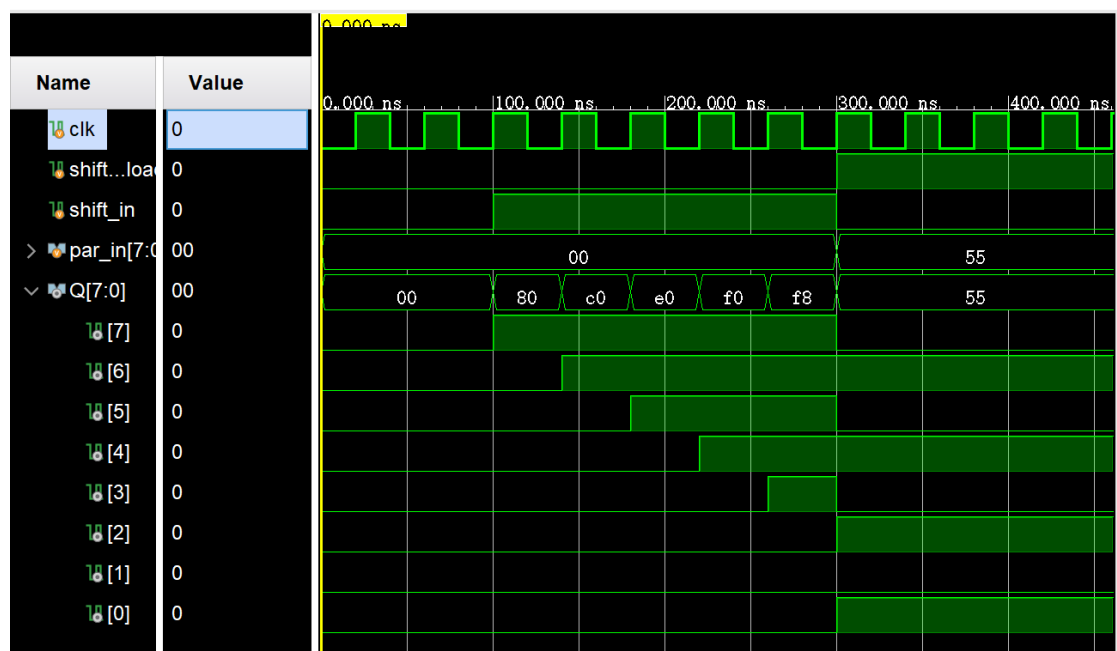 0.000 ns
Name Value
0.000 ns 100.000 ns 200.000 ns 300.000 ns 400.000 ns
clk 0
shift...loa 0
shift_in 0
par_in[7:0 00 00 55
Q[7:0] 00 00 80 c0 e0 f0 f8 55
[7] 0
[6] 0
[5] 0
[4] 0
[3] 0
[2] 0
[1] 0
[0] 0